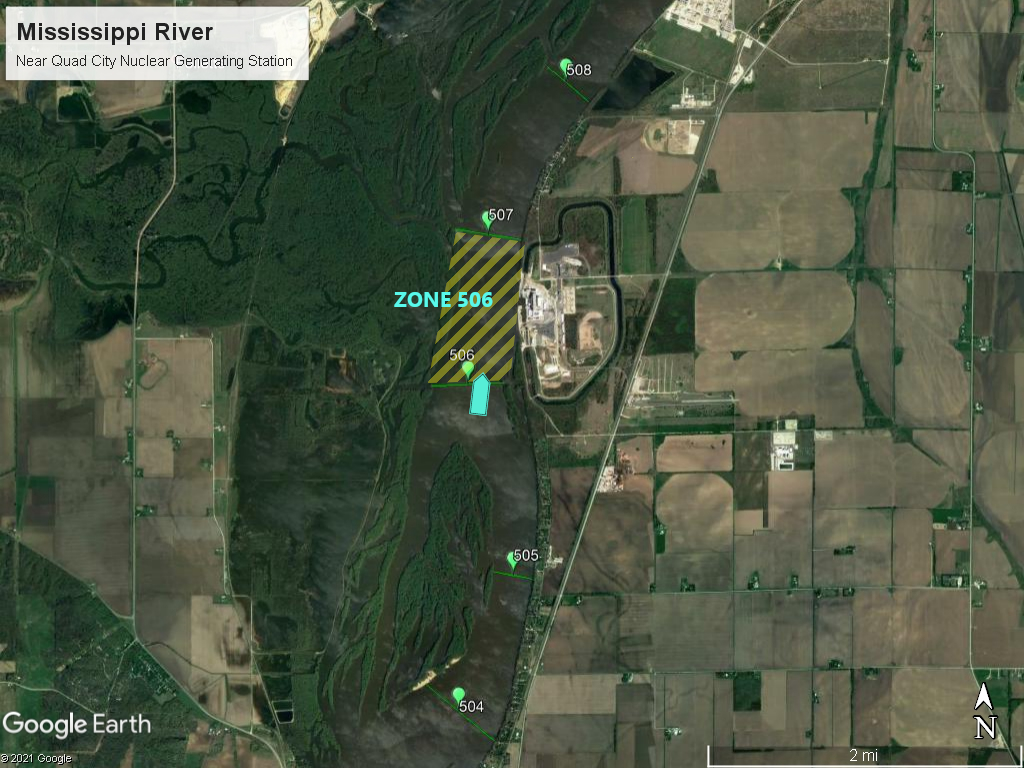 Mississippi River
Near Quad City Nuclear Generating Station
508
507
ZONE 506
506
505
504
N
Google Earth
© 2021 Google
2 mi